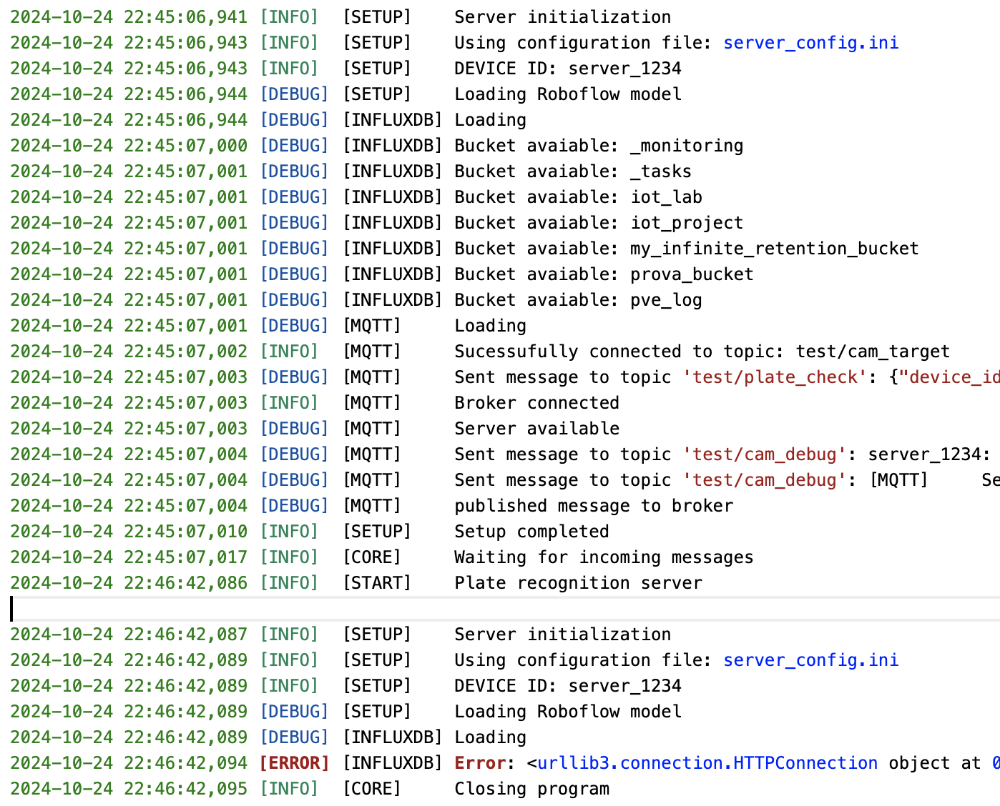 2024-10-24 22:45:06,941 [INFO] [SETUP] Server initialization
2024-10-24 22:45:06,943 [INFO] [SETUP] Using configuration file: server_config.ini
2024-10-24 22:45:06,943 [INFO] [SETUP] DEVICE ID: server_1234
2024-10-24 22:45:06,944 [DEBUG] [SETUP] Loading Roboflow model
2024-10-24 22:45:06,944 [DEBUG] [INFLUXDB] Loading
2024-10-24 22:45:07,000 [DEBUG] [INFLUXDB] Bucket avaiable: _monitoring
2024-10-24 22:45:07,001 [DEBUG] [INFLUXDB] Bucket avaiable: _tasks
2024-10-24 22:45:07,001 [DEBUG] [INFLUXDB] Bucket avaiable: iot_lab
2024-10-24 22:45:07,001 [DEBUG] [INFLUXDB] Bucket avaiable: iot_project
2024-10-24 22:45:07,001 [DEBUG] [INFLUXDB] Bucket avaiable: my_infinite_retention_bucket
2024-10-24 22:45:07,001 [DEBUG] [INFLUXDB] Bucket avaiable: prova_bucket
2024-10-24 22:45:07,001 [DEBUG] [INFLUXDB] Bucket avaiable: pve_log
2024-10-24 22:45:07,001 [DEBUG] [MQTT] Loading
2024-10-24 22:45:07,002 [INFO] [MQTT] Sucessufully connected to topic: test/cam_target
2024-10-24 22:45:07,003 [DEBUG] [MQTT] Sent message to topic 'test/plate_check': {"device_id
2024-10-24 22:45:07,003 [INFO] [MQTT] Broker connected
2024-10-24 22:45:07,003 [DEBUG] [MQTT] Server available
2024-10-24 22:45:07,004 [DEBUG] [MQTT] Sent message to topic 'test/cam_debug': server_1234:
2024-10-24 22:45:07,004 [DEBUG] [MQTT] Sent message to topic 'test/cam_debug': [MQTT] Se
2024-10-24 22:45:07,004 [DEBUG] [MQTT] published message to broker
2024-10-24 22:45:07,010 [INFO] [SETUP] Setup completed
2024-10-24 22:45:07,017 [INFO] [CORE] Waiting for incoming messages
2024-10-24 22:46:42,086 [INFO] [START] Plate recognition server
2024-10-24 22:46:42,087 [INFO] [SETUP] Server initialization
2024-10-24 22:46:42,089 [INFO] [SETUP] Using configuration file: server_config.ini
2024-10-24 22:46:42,089 [INFO] [SETUP] DEVICE ID: server_1234
2024-10-24 22:46:42,089 [DEBUG] [SETUP] Loading Roboflow model
2024-10-24 22:46:42,089 [DEBUG] [INFLUXDB] Loading
2024-10-24 22:46:42,094 [ERROR] [INFLUXDB] Error: <urllib3.connection.HTTPConnection object at 0
2024-10-24 22:46:42,095 [INFO] [CORE] Closing program